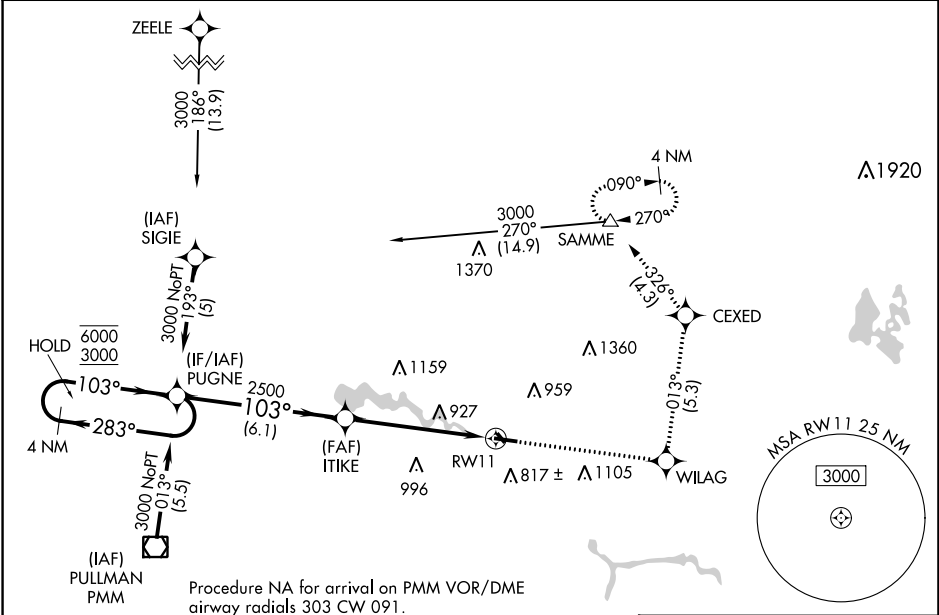 ZEELE
3000
186°
(13.9)
4 NM
090°
270°
SAMME
1920
3000
270°
(14.9)
1370
(IAF)
SIGIE
3000 NoPT
193°
(5)
326°
(4.3)
CEXED
HOLD
6000
3000
103°
(IF/IAF)
PUGNE
2500
103°
(6.1)
1159
1360
959
013°
(5.3)
283°
4 NM
927
(FAF)
ITIKE
RW11
996
817 ±
1105
WILAG
MSA RW11 25 NM
3000
3000 NoPT
013°
(5.5)
(IAF)
PULLMAN
PMM
Procedure NA for arrival on PMM VOR/DME
airway radials 303 CW 091.